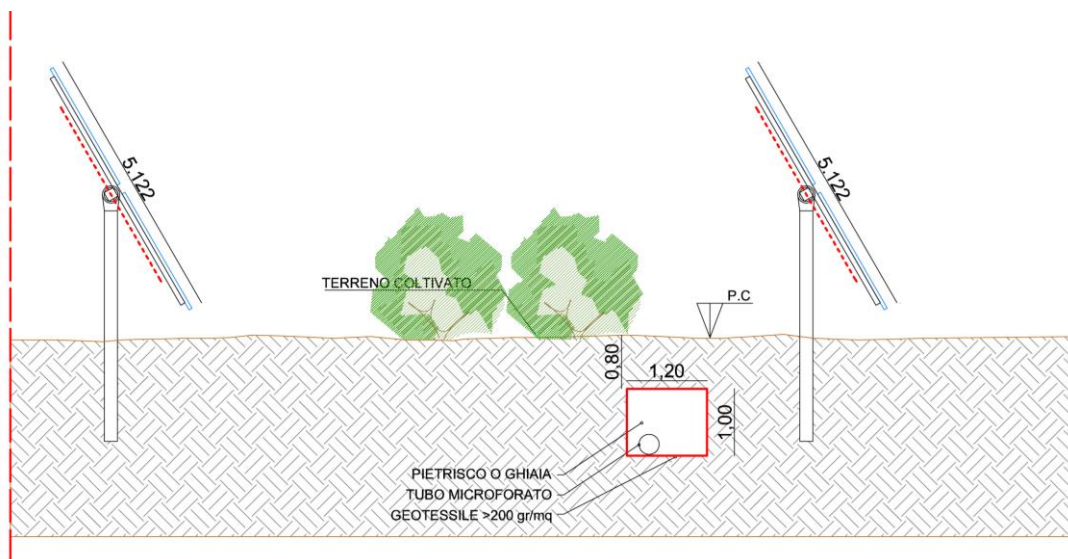 5.122
5.122
TERRENO COLTIVATO
P.C
0,80
1,20
1,00
PIETRISCO O GHIAIA
TUBO MICROFORATO
GEOTESSILE >200 gr/mq